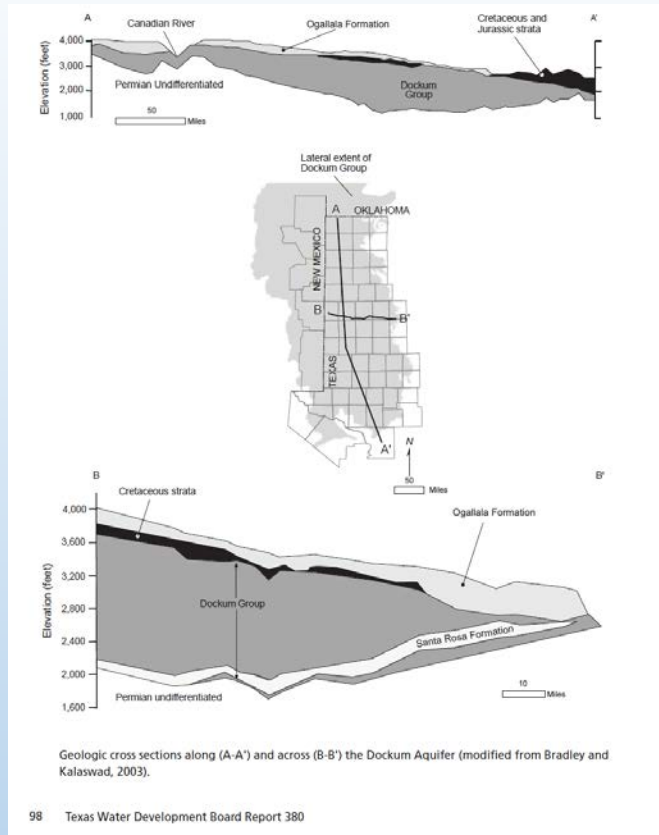 A
Canadian River
Ogallala Formation
Cretaceous and
Jurassic strata
A'
Elevation (feet)
4,000
3,000
2,000
1,000
Permian Undifferentiated
Dockum
Group
50
Miles
Lateral extent of
Dockum Group
A
OKLAHOMA
NEW MEXICO
B
B'
TEXAS
A'
N
50
Miles
B
B'
Cretaceous strata
Ogallala Formation
Elevation (feet)
4,000
3,600
3,200
2,800
2,400
2,000
1,600
Dockum Group
Santa Rosa Formation
Permian undifferentiated
10
Miles
Geologic cross sections along (A-A') and across (B-B') the Dockum Aquifer (modified from Bradley and
Kalaswad, 2003).
98 Texas Water Development Board Report 380